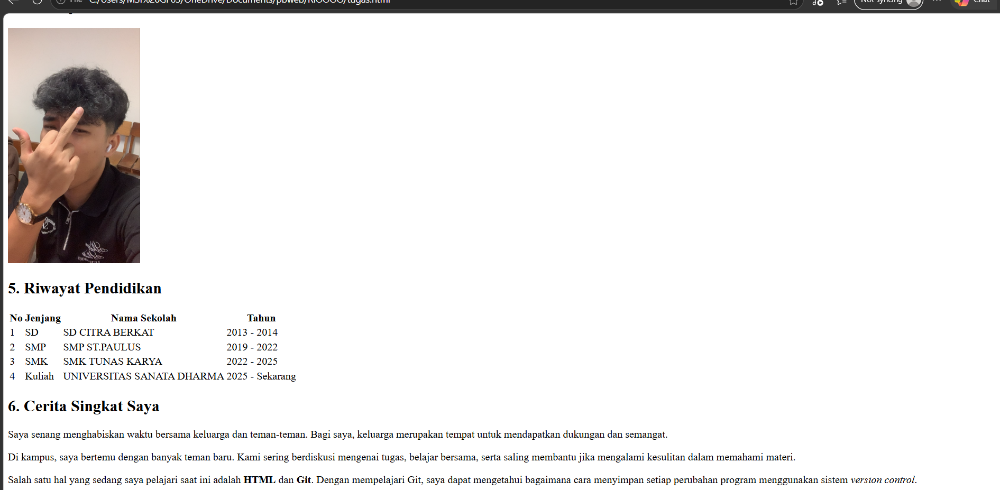 C:/Users/MSI%20GF63/OneDrive/Documents/pbweb/RIOOOO/tugas.html
Not syncing
Chat
5. Riwayat Pendidikan
No Jenjang Nama Sekolah Tahun
1 SD SD CITRA BERKAT 2013 - 2014
2 SMP SMP ST.PAULUS 2019 - 2022
3 SMK SMK TUNAS KARYA 2022 - 2025
4 Kuliah UNIVERSITAS SANATA DHARMA 2025 - Sekarang
6. Cerita Singkat Saya
Saya senang menghabiskan waktu bersama keluarga dan teman-teman. Bagi saya, keluarga merupakan tempat untuk mendapatkan dukungan dan semangat.
Di kampus, saya bertemu dengan banyak teman baru. Kami sering berdiskusi mengenai tugas, belajar bersama, serta saling membantu jika mengalami kesulitan dalam memahami materi.
Salah satu hal yang sedang saya pelajari saat ini adalah HTML dan Git. Dengan mempelajari Git, saya dapat mengetahui bagaimana cara menyimpan setiap perubahan program menggunakan sistem version control.